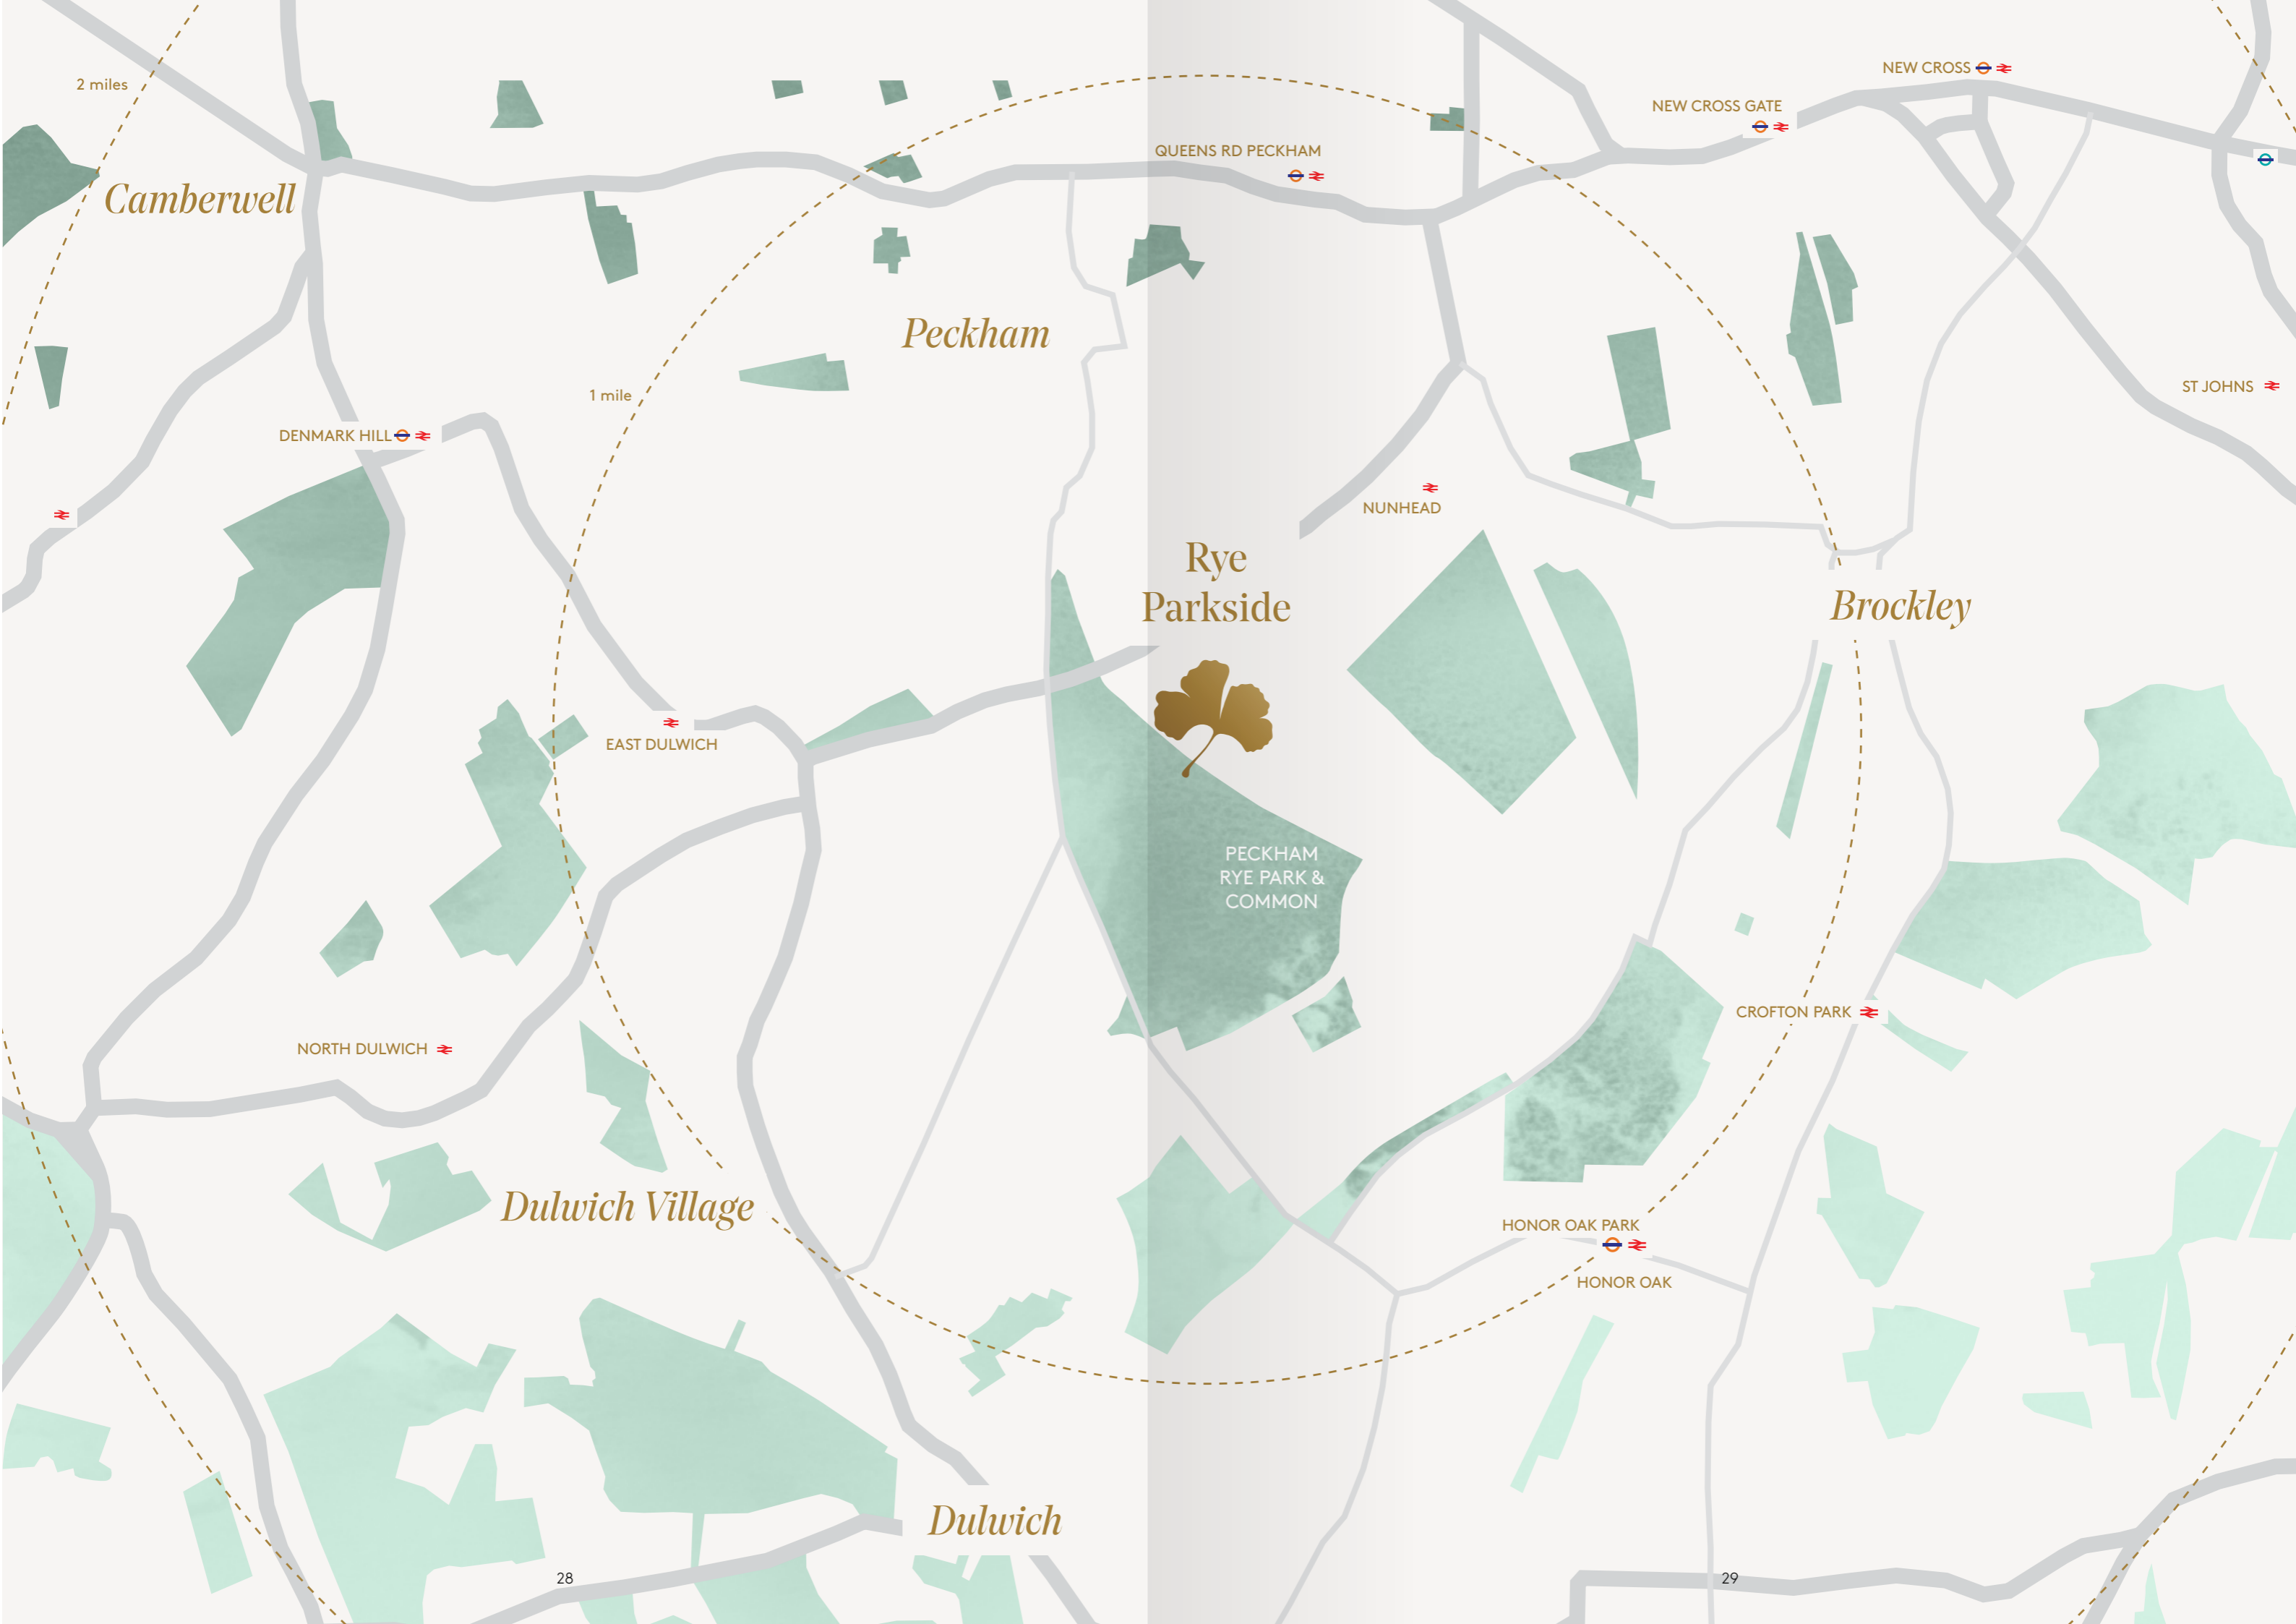 2 miles
NEW CROSS
NEW CROSS GATE
QUEENS RD PECKHAM
Camberwell
Peckham
1 mile
ST JOHNS
DENMARK HILL
NUNHEAD
Rye
Parkside
Brockley
EAST DULWICH
PECKHAM
RYE PARK &
COMMON
CROFTON PARK
NORTH DULWICH
Dulwich Village
HONOR OAK PARK
HONOR OAK
Dulwich
28
29